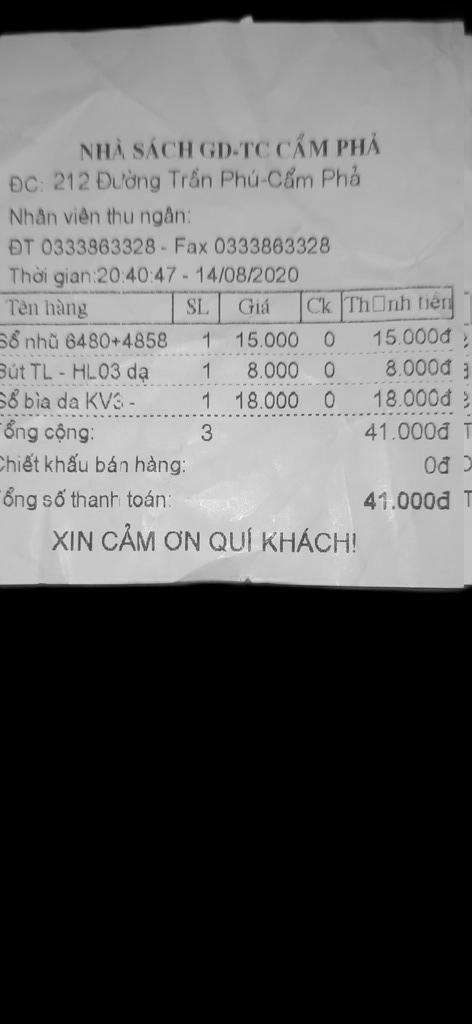 NHÀ SÁCH GD-TC CẨM PHẢ
ĐC: 212 Đường Trần Phú-Cẩm Phả
Nhân viên thu ngân:
ĐT 0333863328 - Fax 0333863328
Thời gian:20:40:47 - 14/08/2020
Tên hàng SL Giá Ck Th□nh tiền
Sổ nhũ 6480+4858 1 15.000 0 15.000đ
Bút TL - HL03 dạ 1 8.000 0 8.000đ
Sổ bìa da KV3 - 1 18.000 0 18.000đ
Tổng cộng: 3 41.000đ
Chiết khấu bán hàng: 0đ
Tổng số thanh toán: 41.000đ
XIN CẢM ƠN QUÍ KHÁCH!